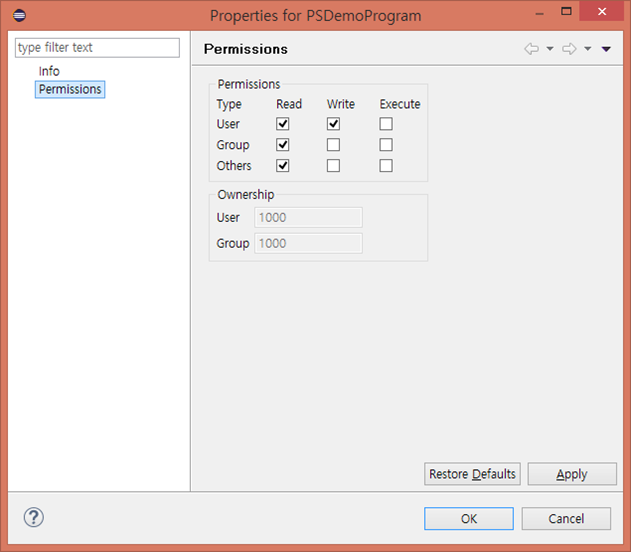 Properties for PSDemoProgram
type filter text
Info
Permissions
Permissions
Permissions
Type Read Write Execute
User
Group
Others
Ownership
User 1000
Group 1000
Restore Defaults Apply
OK Cancel